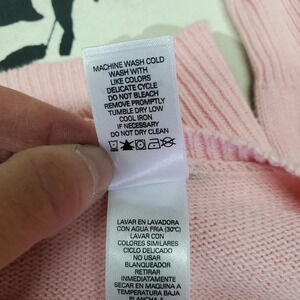 MACHINE WASH COLD
WASH WITH
LIKE COLORS
DELICATE CYCLE
DO NOT BLEACH
REMOVE PROMPTLY
TUMBLE DRY LOW
COOL IRON
IF NECESSARY
DO NOT DRY CLEAN
LAVAR EN LAVADORA
CON AGUA FRIA (30°C)
LAVAR CON
COLORES SIMILARES
CICLO DELICADO
NO USAR
BLANQUEADOR
RETIRAR
INMEDIATAMENTE
SECAR EN MAQUINA A
TEMPERATURA BAJA
PLANCHA A